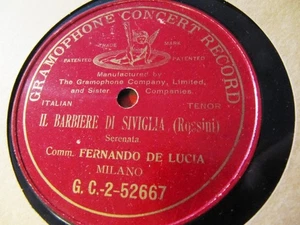 GRAMOPHONE CONCERT RECORD
TRADE MARK
PATENTED PATENTED
Manufactured by
The Gramophone Company, Limited,
and Sister Companies.
ITALIAN TENOR
IL BARBIERE DI SIVIGLIA (Rossini)
Serenata
Comm. FERNANDO DE LUCIA
MILANO
G.C.-2-52667